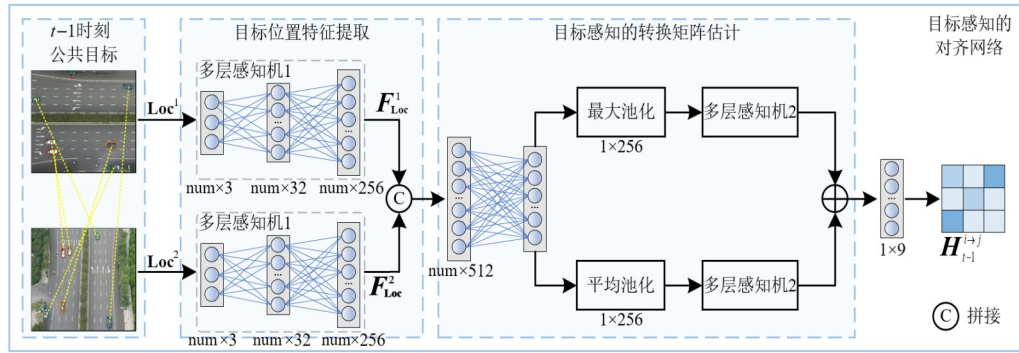 t−1时刻
公共目标
目标位置特征提取
目标感知的转换矩阵估计
目标感知的
对齐网络
多层感知机1
Loc¹
F¹Loc
num×3
num×32
num×256
多层感知机1
Loc²
F²Loc
num×3
num×32
num×256
C
num×512
最大池化
1×256
多层感知机2
平均池化
1×256
多层感知机2
1×9
H i→j t-1
C 拼接